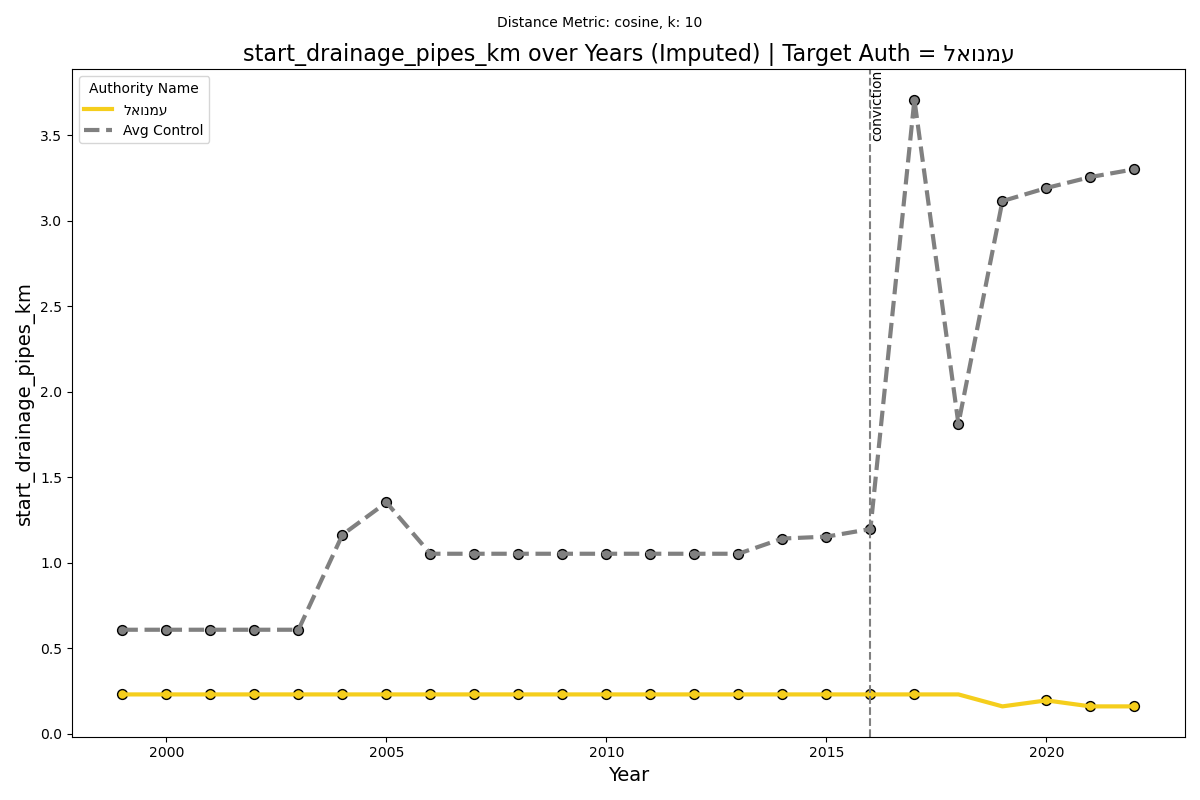 Distance Metric: cosine, k: 10
start_drainage_pipes_km over Years (Imputed) | Target Auth = עמנואל
Authority Name
עמנואל
Avg Control
conviction
start_drainage_pipes_km
3.5
3.0
2.5
2.0
1.5
1.0
0.5
0.0
2000 2005 2010 2015 2020
Year